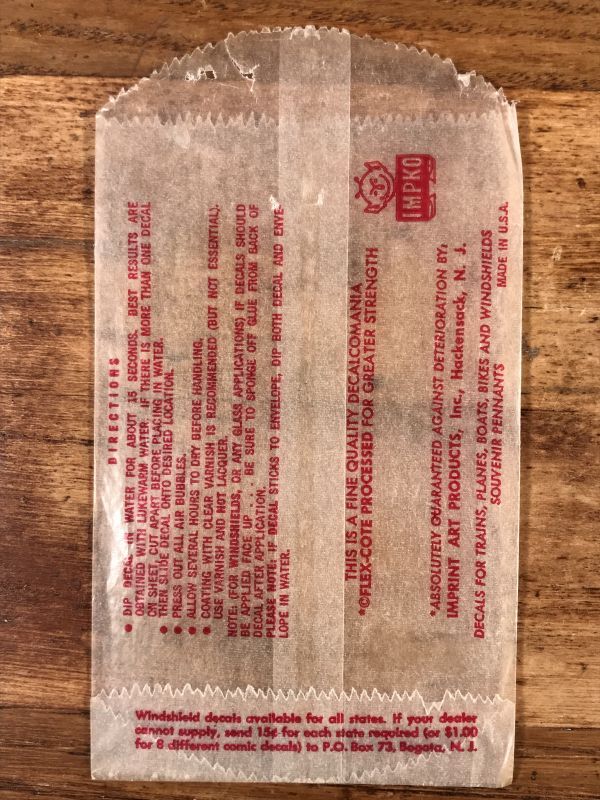 DIRECTIONS
● DIP DECAL IN WATER FOR ABOUT 15 SECONDS. BEST RESULTS ARE
OBTAINED WITH LUKEWARM WATER. IF THERE IS MORE THAN ONE DECAL
ON SHEET, CUT APART BEFORE PLACING IN WATER.
● THEN SLIDE DECAL ONTO DESIRED LOCATION.
● PRESS OUT ALL AIR BUBBLES.
● ALLOW SEVERAL HOURS TO DRY BEFORE HANDLING.
● COATING WITH CLEAR VARNISH IS RECOMMENDED (BUT NOT ESSENTIAL).
USE VARNISH AND NOT LACQUER.
NOTE: (FOR WINDSHIELDS, OR ANY GLASS APPLICATIONS) IF DECALS SHOULD
BE APPLIED FACE UP . . . BE SURE TO SPONGE OFF GLUE FROM BACK OF
DECAL AFTER APPLICATION.
PLEASE NOTE: IF DECAL STICKS TO ENVELOPE, DIP BOTH DECAL AND ENVE-
LOPE IN WATER.
IMPKO
THIS IS A FINE QUALITY DECALCOMANIA
*©FLEX-COTE PROCESSED FOR GREATER STRENGTH
*ABSOLUTELY GUARANTEED AGAINST DETERIORATION BY:
IMPRINT ART PRODUCTS, Inc., Hackensack, N. J.
DECALS FOR TRAINS, PLANES, BOATS, BIKES AND WINDSHIELDS
SOUVENIR PENNANTS
MADE IN U.S.A.
Windshield decals available for all states. If your dealer
cannot supply, send 15¢ for each state required (or $1.00
for 8 different comic decals) to P.O. Box 73, Bogota, N. J.